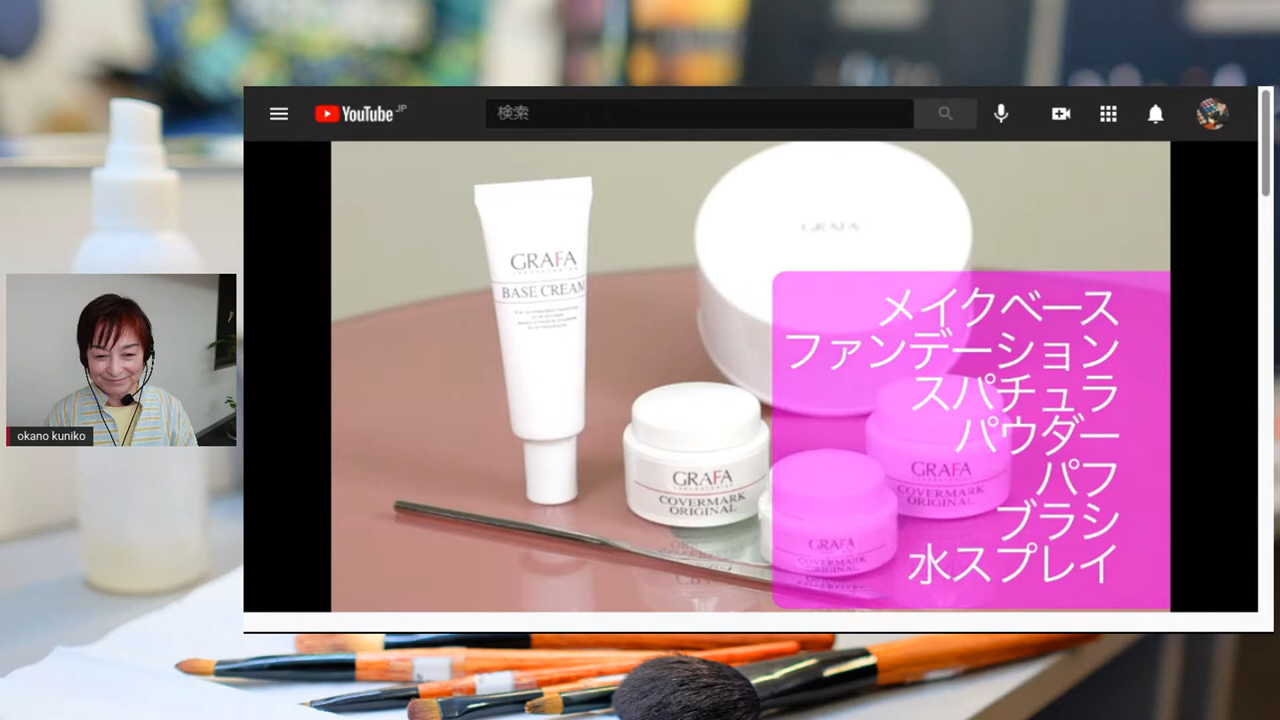 YouTube JP
検索
GRAFA
GRAFA
LABORATORIES
BASE CREAM
メイクベース
ファンデーション
スパチュラ
パウダー
パフ
ブラシ
水スプレイ
GRAFA
COVERMARK
ORIGINAL
GRAFA
COVERMARK
ORIGINAL
GRAFA
COVERMARK
ORIGINAL
okano kuniko